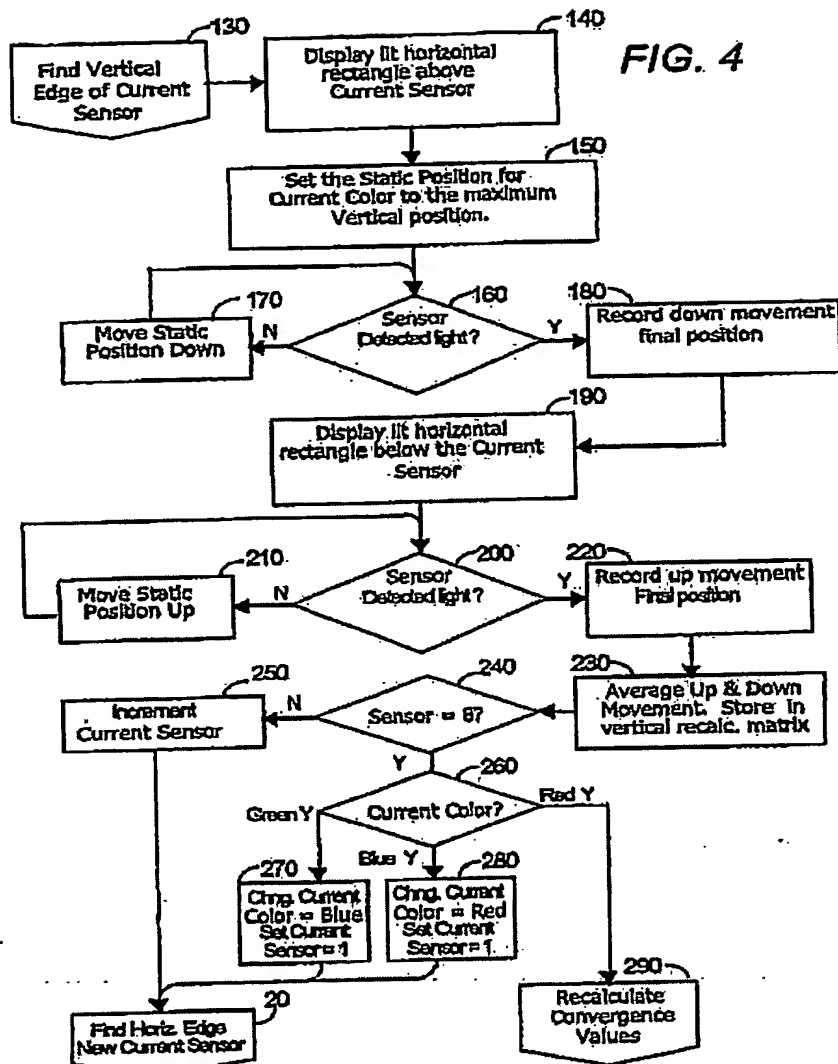 FIG. 4
130
Find Vertical
Edge of Current
Sensor
140
Display lit horizontal
rectangle above
Current Sensor
150
Set the Static Position for
Current Color to the maximum
Vertical position.
160
Sensor
Detected light?
N
Y
170
Move Static
Position Down
180
Record down movement
final position
190
Display lit horizontal
rectangle below the Current
Sensor
200
Sensor
Detected light?
N
Y
210
Move Static
Position Up
220
Record up movement
Final position
230
Average Up & Down
Movement. Store in
vertical recalc. matrix
240
Sensor = 8?
N
Y
250
Increment
Current Sensor
260
Current Color?
Green Y
Blue Y
Red Y
270
Chng. Current
Color = Blue
Set Current
Sensor = 1
280
Chng. Current
Color = Red
Set Current
Sensor = 1
20
Find Horiz. Edge
New Current Sensor
290
Recalculate
Convergence
Values